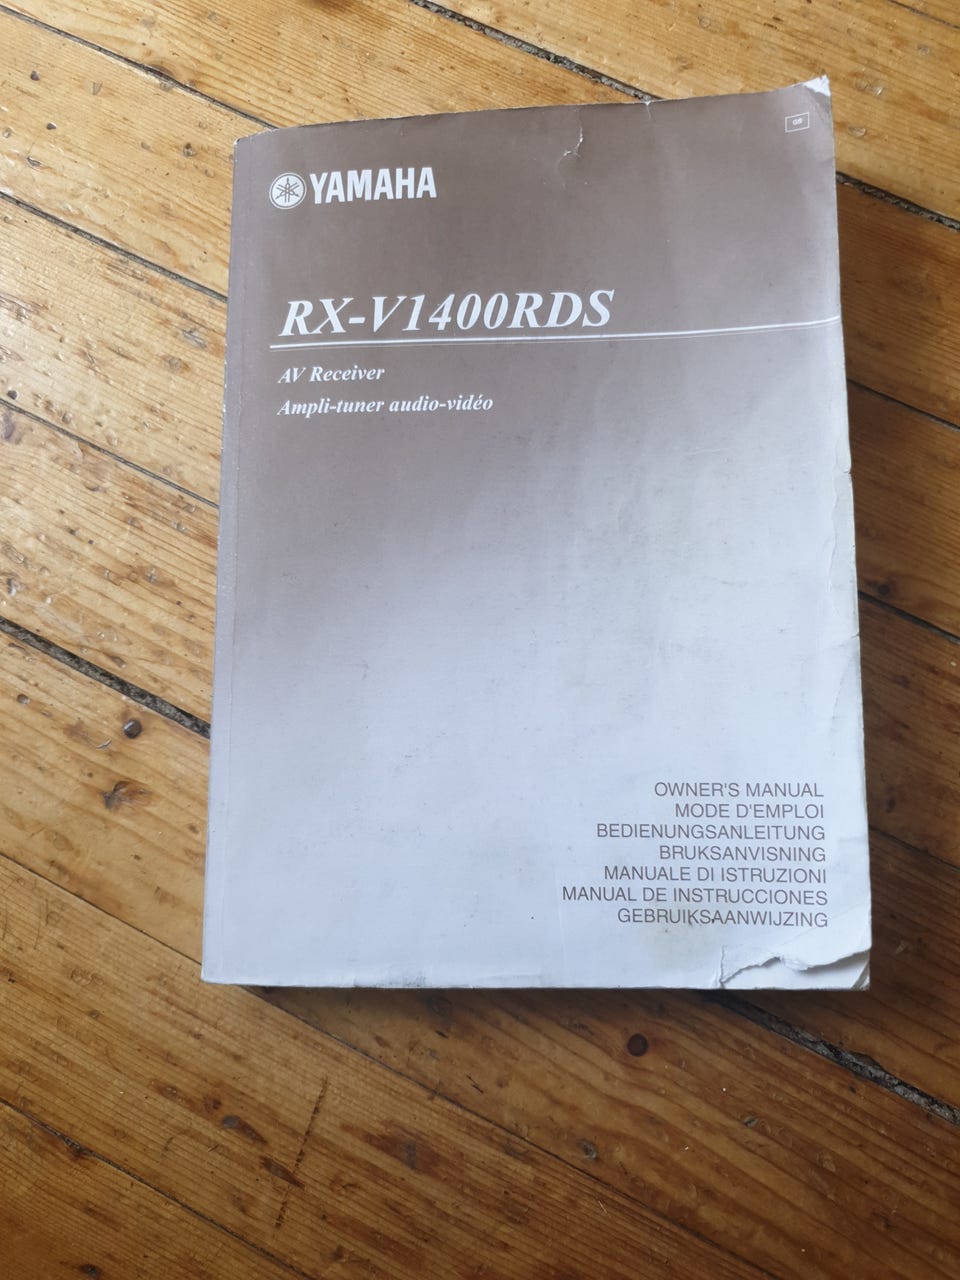 GB
YAMAHA
RX-V1400RDS
AV Receiver
Ampli-tuner audio-vidéo
OWNER'S MANUAL
MODE D'EMPLOI
BEDIENUNGSANLEITUNG
BRUKSANVISNING
MANUALE DI ISTRUZIONI
MANUAL DE INSTRUCCIONES
GEBRUIKSAANWIJZING